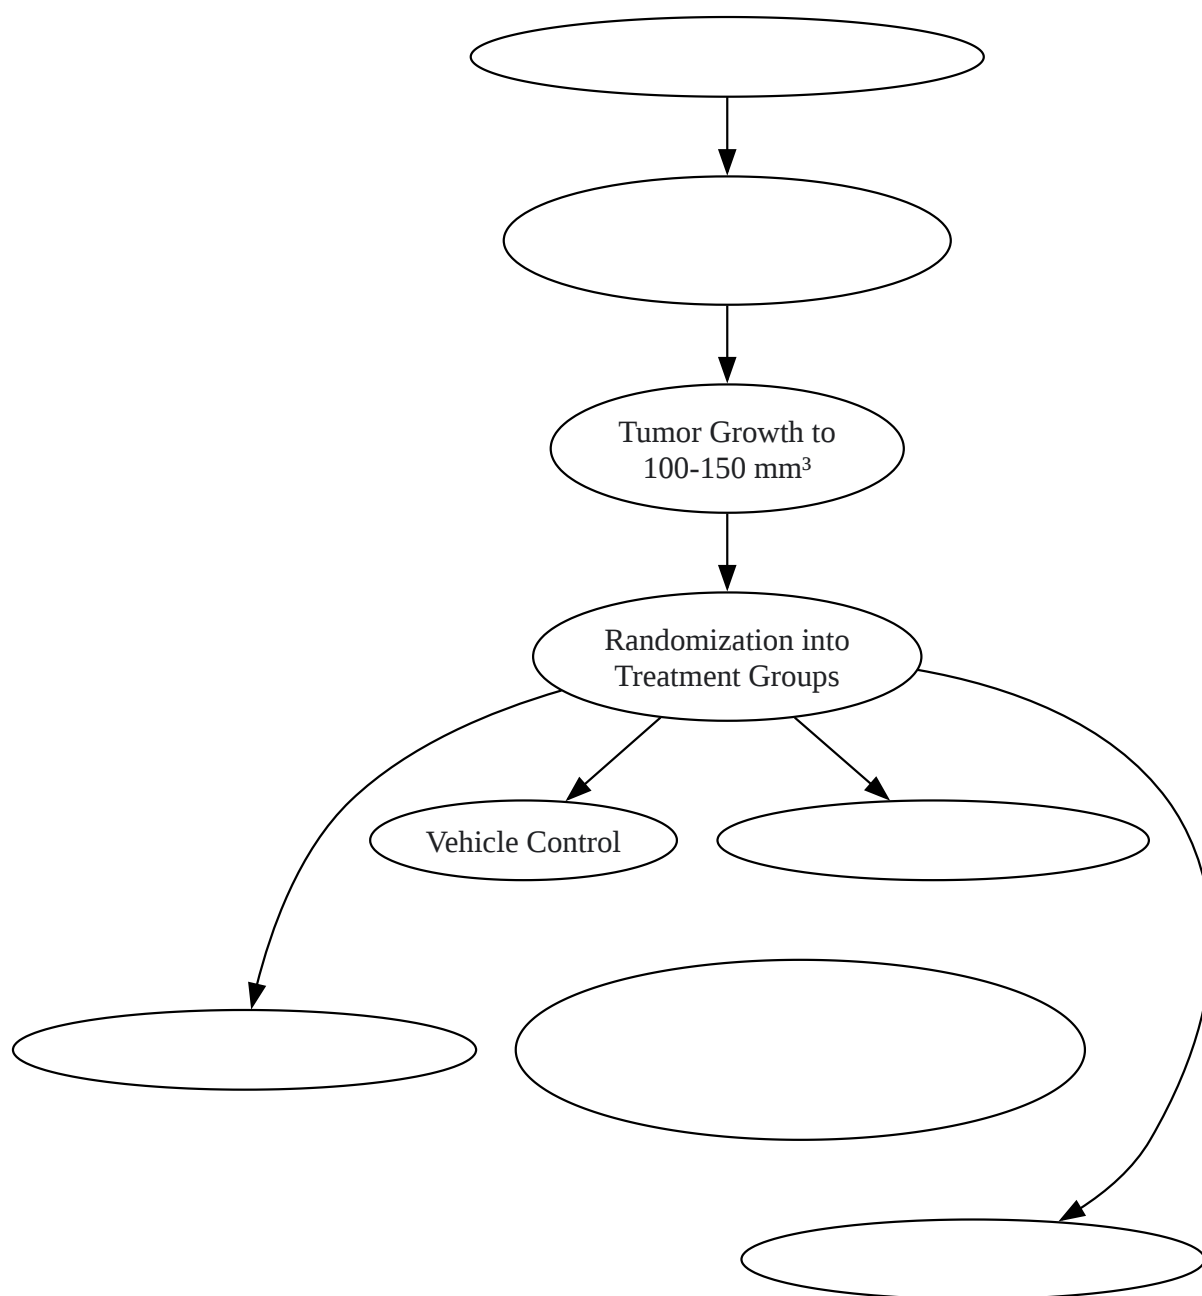 Tumor Growth to
100-150 mm³
Randomization into
Treatment Groups
Vehicle Control